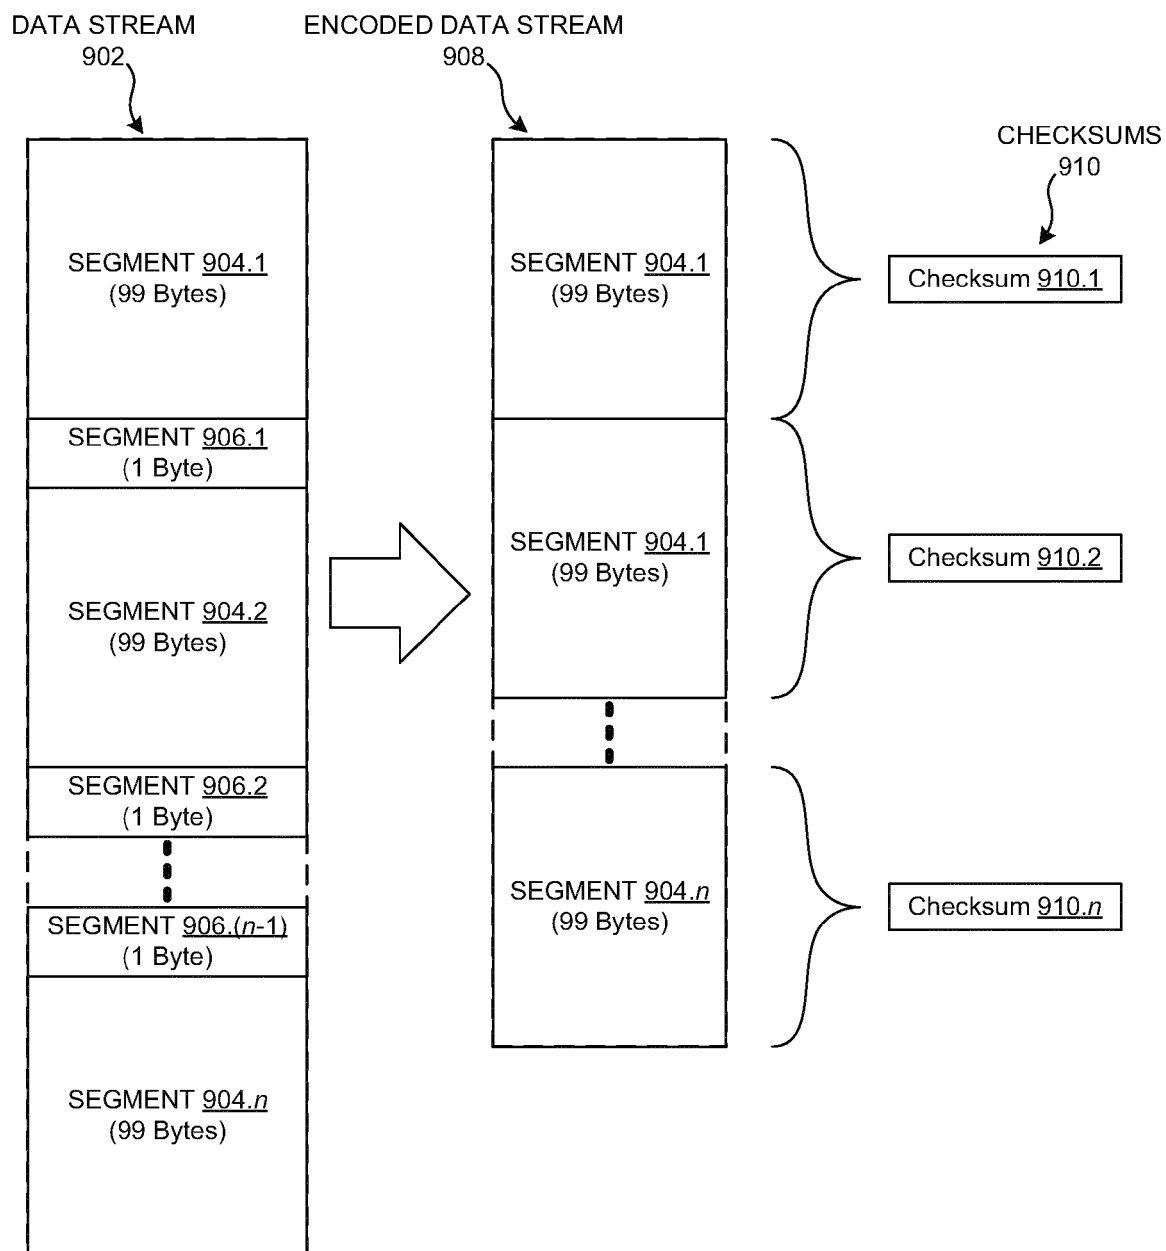 DATA STREAM
902
ENCODED DATA STREAM
908
CHECKSUMS
910
SEGMENT 904.1
(99 Bytes)
SEGMENT 906.1
(1 Byte)
SEGMENT 904.2
(99 Bytes)
SEGMENT 906.2
(1 Byte)
SEGMENT 906.(n-1)
(1 Byte)
SEGMENT 904.n
(99 Bytes)
SEGMENT 904.1
(99 Bytes)
SEGMENT 904.1
(99 Bytes)
SEGMENT 904.n
(99 Bytes)
Checksum 910.1
Checksum 910.2
Checksum 910.n